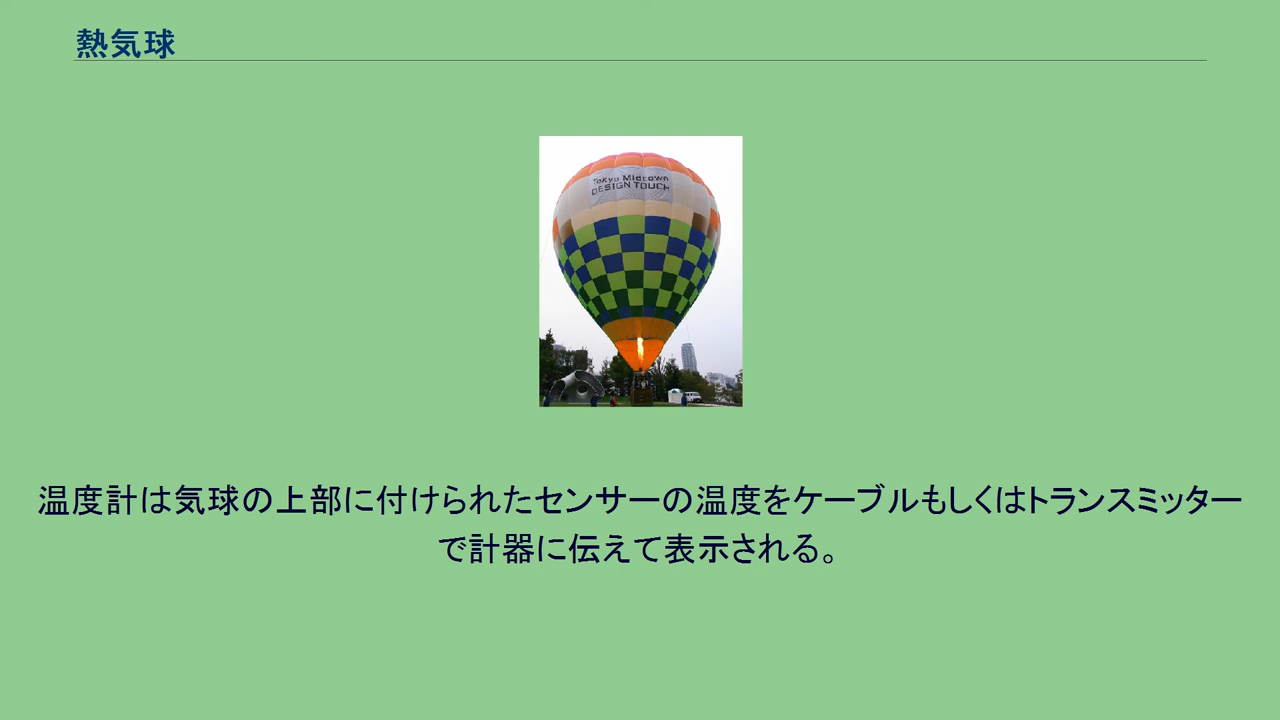 熱気球
Tokyo Midtown
DESIGN TOUCH
温度計は気球の上部に付けられたセンサーの温度をケーブルもしくはトランスミッター
で計器に伝えて表示される。